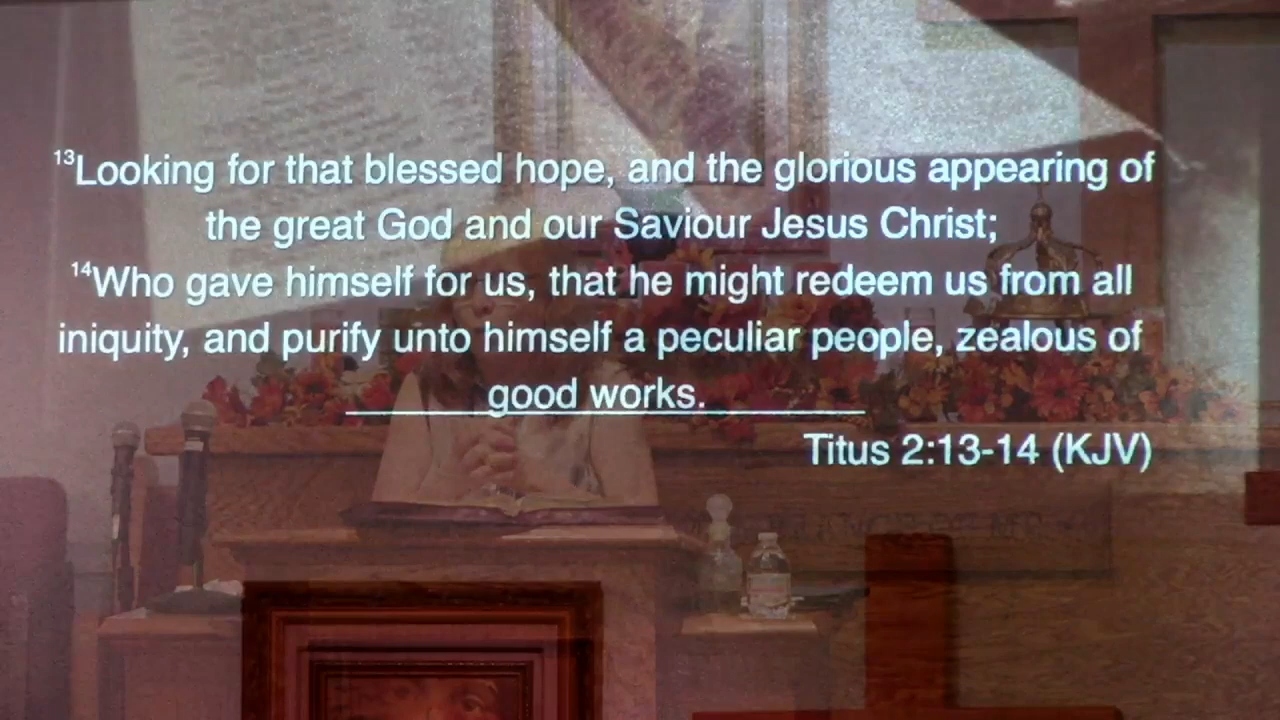 ¹³Looking for that blessed hope, and the glorious appearing of
the great God and our Saviour Jesus Christ;
¹⁴Who gave himself for us, that he might redeem us from all
iniquity, and purify unto himself a peculiar people, zealous of
good works.
Titus 2:13-14 (KJV)